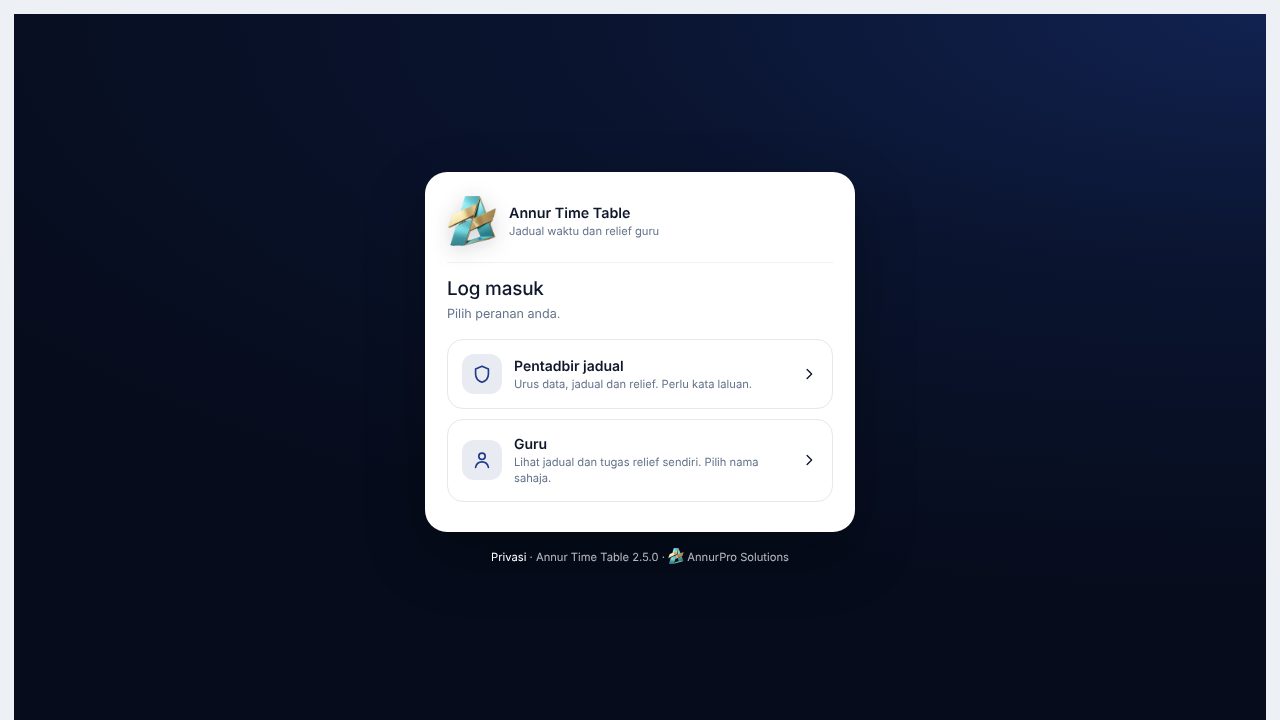 Annur Time Table
Jadual waktu dan relief guru
Log masuk
Pilih peranan anda.
Pentadbir jadual
Urus data, jadual dan relief. Perlu kata laluan.
Guru
Lihat jadual dan tugas relief sendiri. Pilih nama
sahaja.
Privasi · Annur Time Table 2.5.0 · AnnurPro Solutions